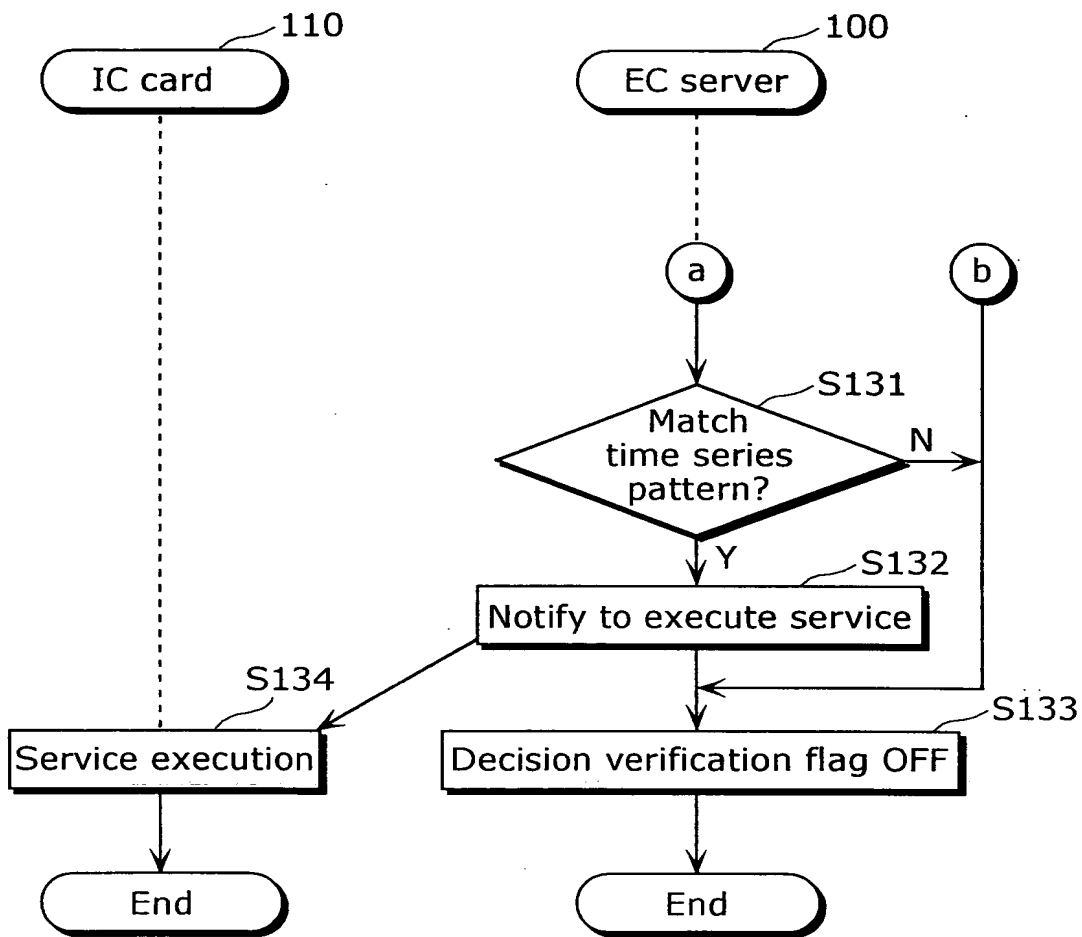 110
100
IC card
EC server
a
b
S131
Match
time series
pattern?
N
Y
S132
Notify to execute service
S134
S133
Service execution
Decision verification flag OFF
End
End